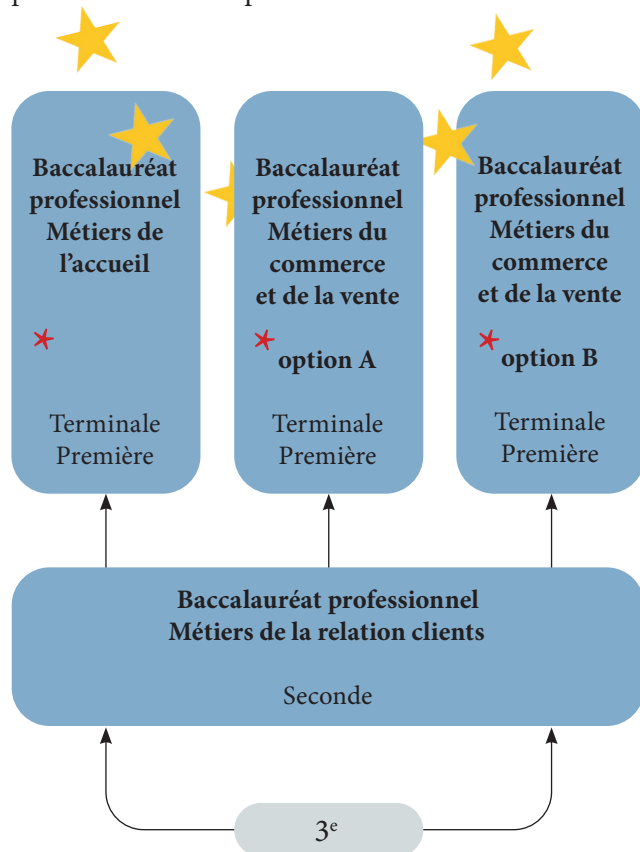 Baccalauréat
professionnel
Métiers de
l'accueil
Terminale
Première
Baccalauréat
professionnel
Métiers du
commerce
et de la vente
option A
Terminale
Première
Baccalauréat
professionnel
Métiers du
commerce
et de la vente
option B
Terminale
Première
Baccalauréat professionnel
Métiers de la relation clients
Seconde
3e